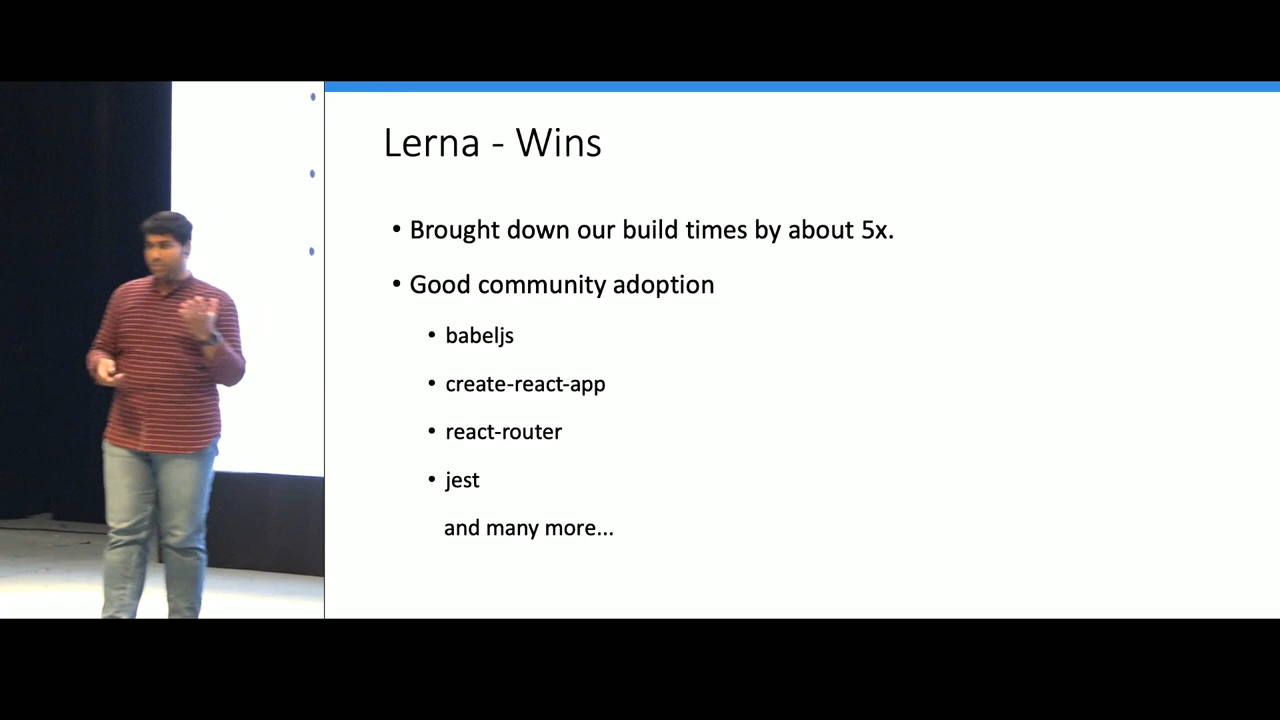 Lerna - Wins
• Brought down our build times by about 5x.
• Good community adoption
• babeljs
• create-react-app
• react-router
• jest
and many more...